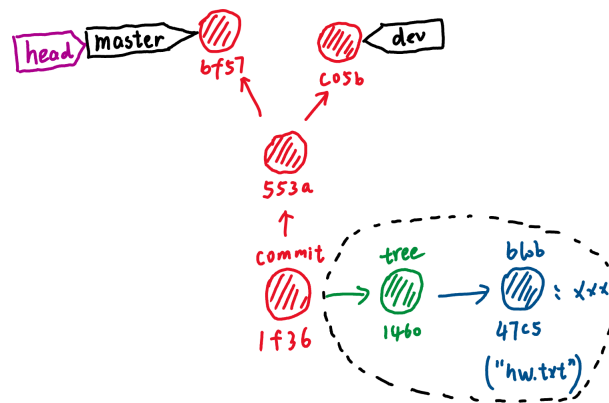 head
master
bf57
c05b
dev
553a
commit
1f36
tree
1460
blob
: xxx
47c5
("hw.txt")